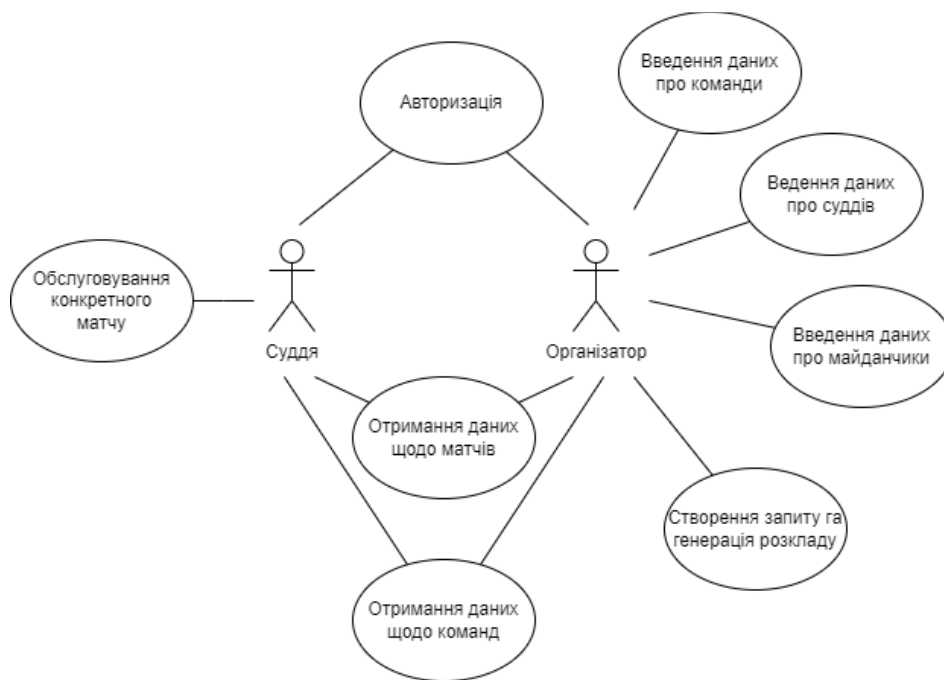 Введення даних
про команди
Авторизація
Ведення даних
про суддів
Обслуговування
конкретного
матчу
Суддя
Організатор
Введення даних
про майданчики
Отримання даних
щодо матчів
Створення запиту га
генерація розкладу
Отримання даних
щодо команд